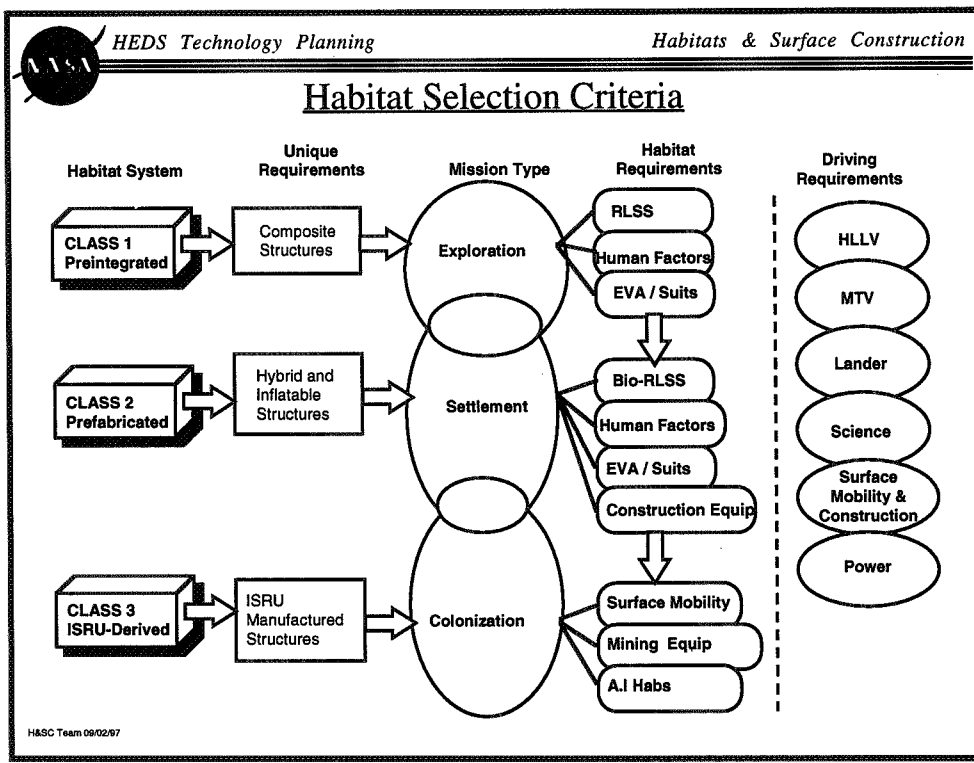 NASA
HEDS Technology Planning
Habitats & Surface Construction
Habitat Selection Criteria
Habitat System
Unique
Requirements
Mission Type
Habitat
Requirements
Driving
Requirements
CLASS 1
Preintegrated
Composite
Structures
Exploration
RLSS
Human Factors
EVA / Suits
CLASS 2
Prefabricated
Hybrid and
Inflatable
Structures
Settlement
Bio-RLSS
Human Factors
EVA / Suits
Construction Equip
CLASS 3
ISRU-Derived
ISRU
Manufactured
Structures
Colonization
Surface Mobility
Mining Equip
A.I Habs
HLLV
MTV
Lander
Science
Surface
Mobility &
Construction
Power
H&SC Team 09/02/97